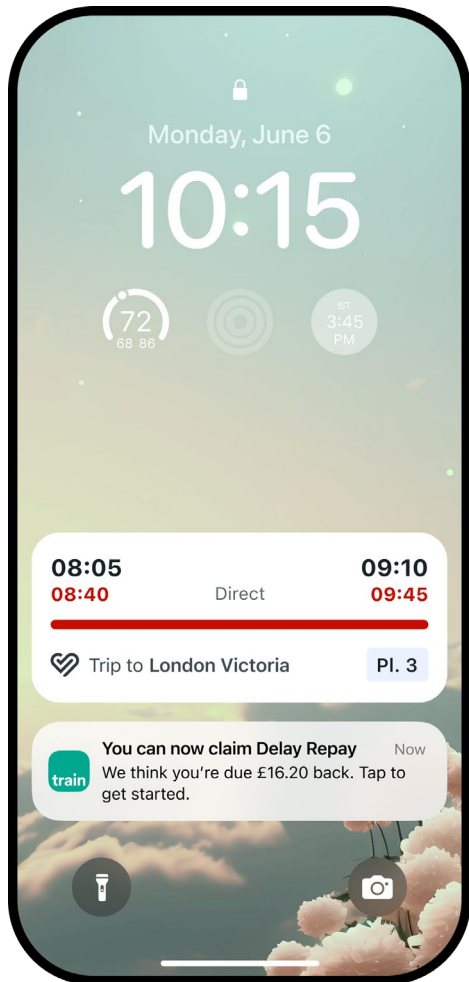 Monday, June 6
10:15
72
68 86
IST
3:45
PM
08:05 09:10
08:40 Direct 09:45
Trip to London Victoria Pl. 3
You can now claim Delay Repay Now
train
We think you’re due £16.20 back. Tap to
get started.